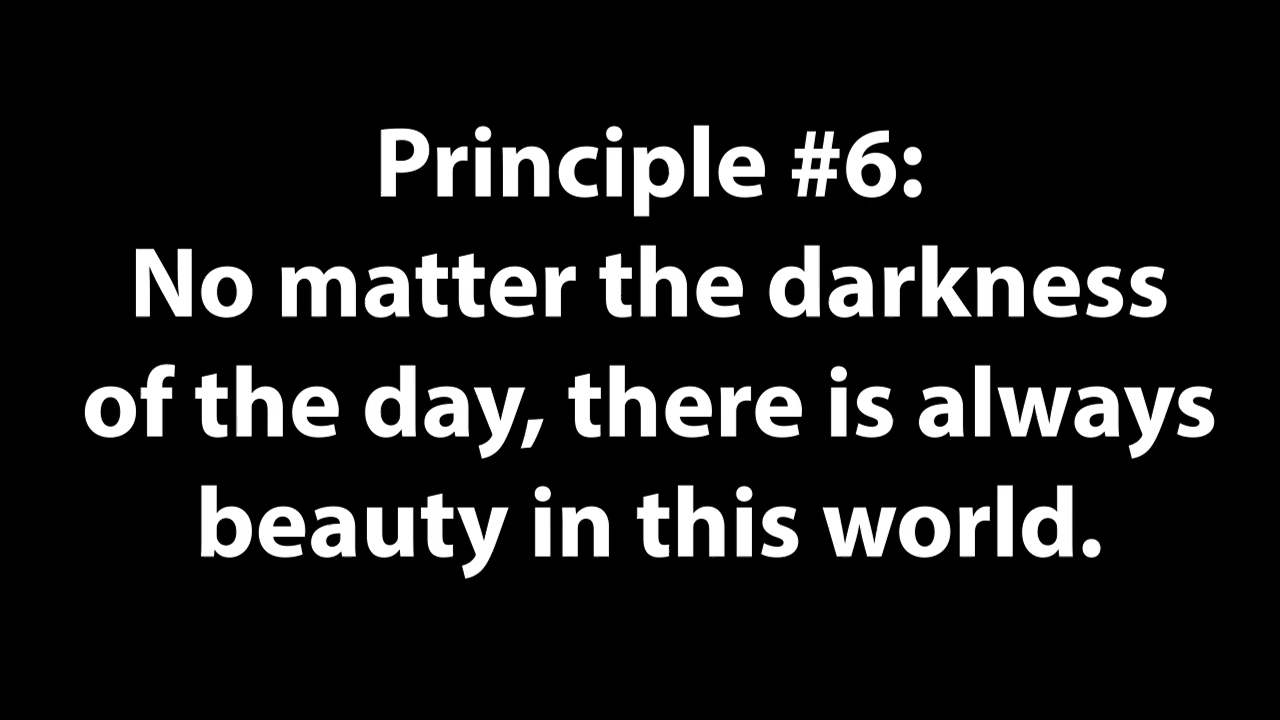 Principle #6:
No matter the darkness
of the day, there is always
beauty in this world.